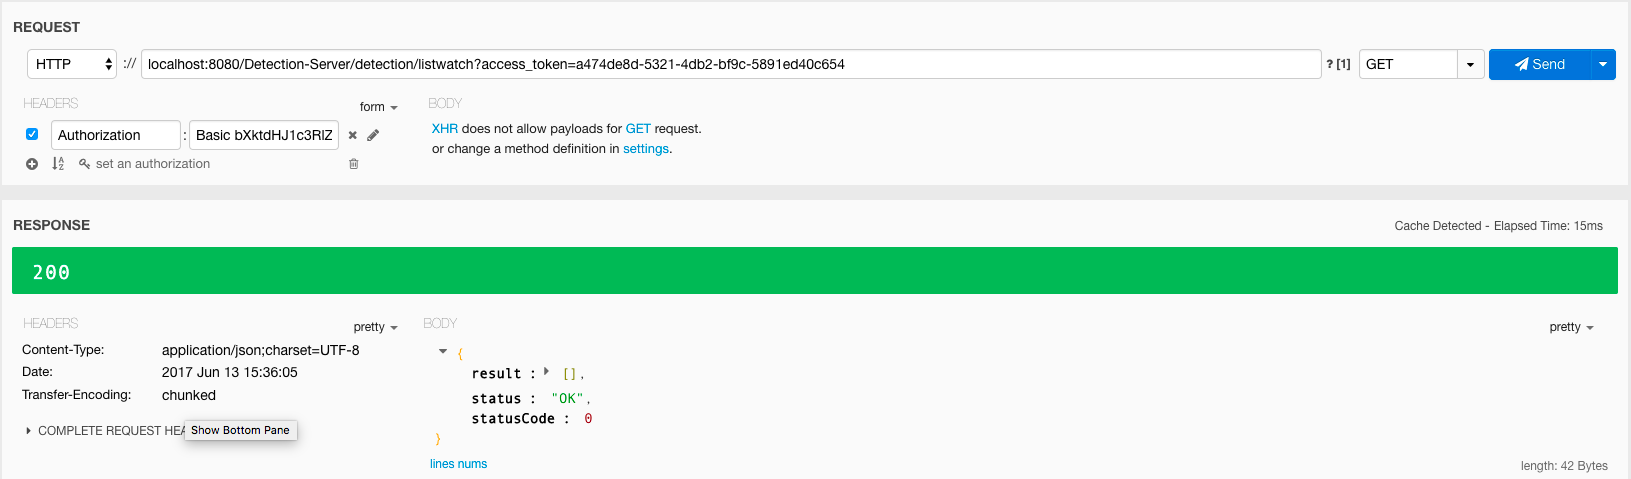 REQUEST
HTTP :// localhost:8080/Detection-Server/detection/listwatch?access_token=a474de8d-5321-4db2-bf9c-5891ed40c654 ? [1] GET Send
HEADERS form BODY
Authorization : Basic bXktdHJ1c3RlZ
XHR does not allow payloads for GET request.
or change a method definition in settings.
set an authorization
RESPONSE Cache Detected - Elapsed Time: 15ms
200
HEADERS pretty BODY pretty
Content-Type: application/json;charset=UTF-8
Date: 2017 Jun 13 15:36:05
Transfer-Encoding: chunked
COMPLETE REQUEST HEA
Show Bottom Pane
{
result : [],
status : "OK",
statusCode : 0
}
lines nums
length: 42 Bytes